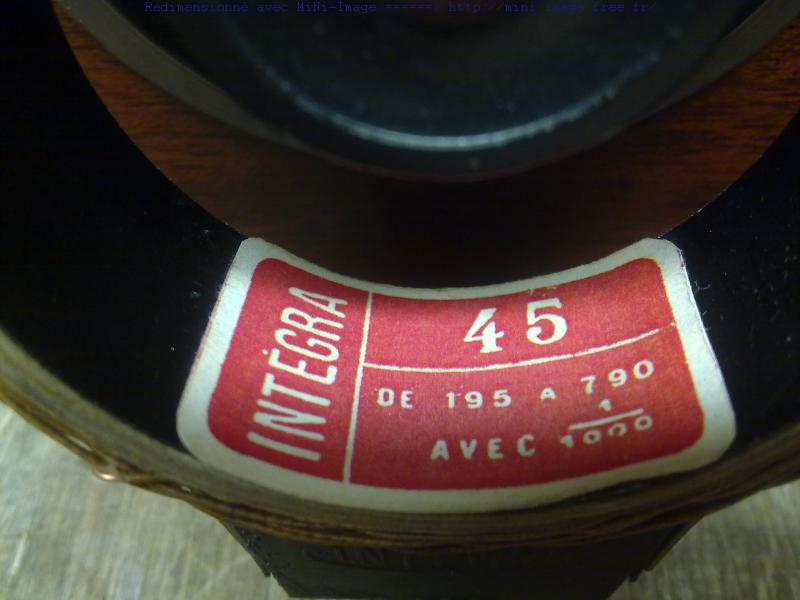 Redimensionné avec MiNi-Image ======> http://mini.image.free.fr/
INTÉGRA
45
DE 195 A 790
AVEC 1/1000